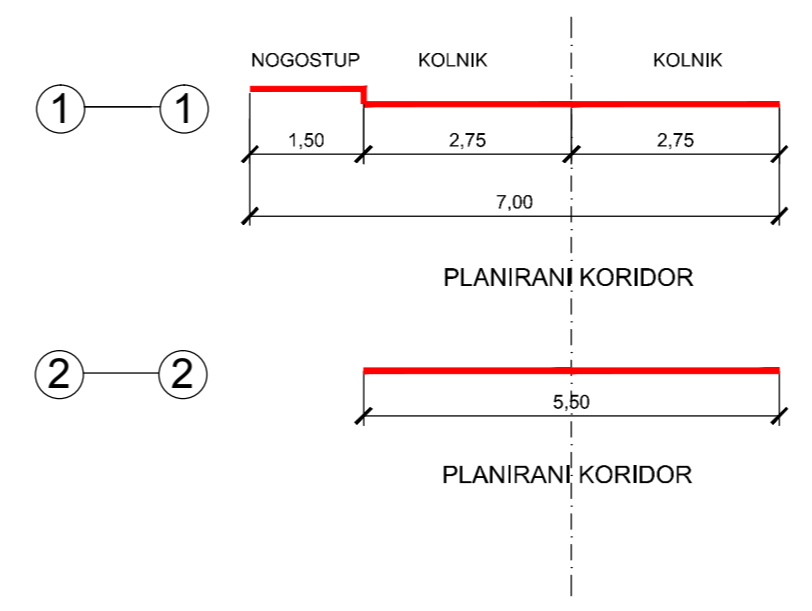 NOGOSTUP KOLNIK KOLNIK
1 1
1,50 2,75 2,75
7,00
PLANIRANI KORIDOR
2 2
5,50
PLANIRANI KORIDOR